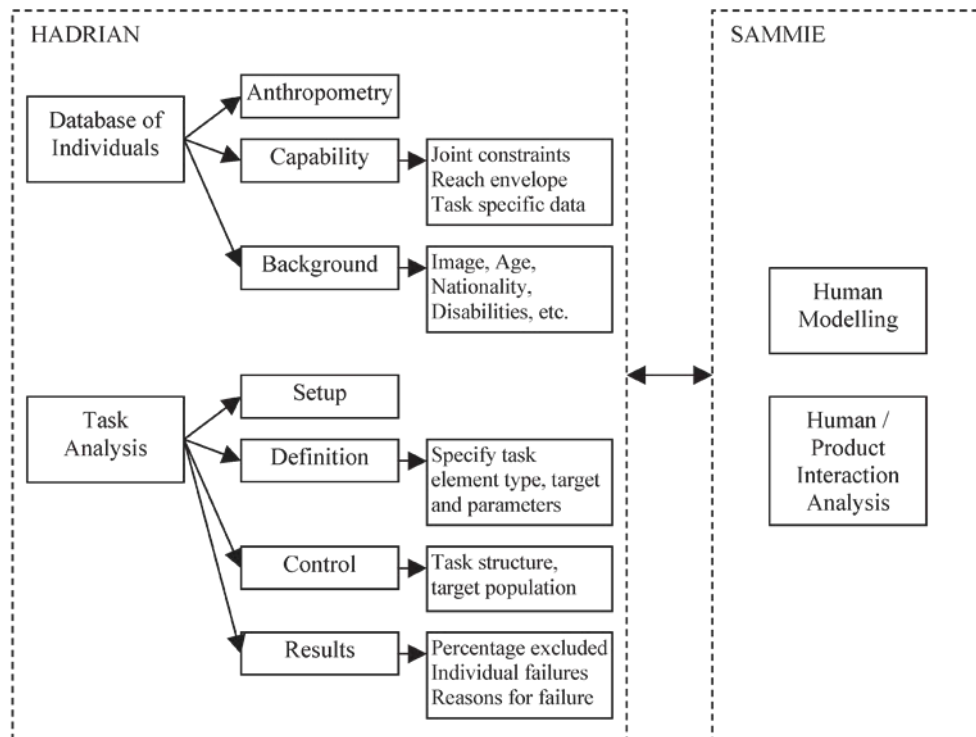 HADRIAN
Database of
Individuals
Anthropometry
Capability
Joint constraints
Reach envelope
Task specific data
Background
Image, Age,
Nationality,
Disabilities, etc.
Task
Analysis
Setup
Definition
Specify task
element type, target
and parameters
Control
Task structure,
target population
Results
Percentage excluded
Individual failures
Reasons for failure
SAMMIE
Human
Modelling
Human /
Product
Interaction
Analysis